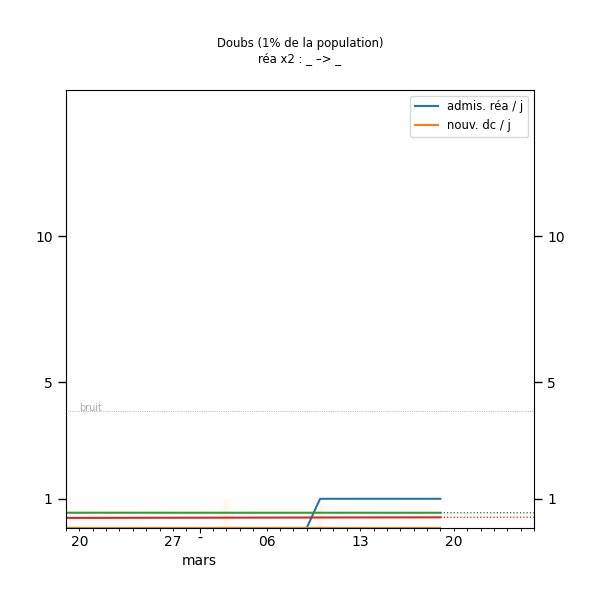 Doubs (1% de la population)
réa x2 : _ –> _
admis. réa / j
nouv. dc / j
10 10
5 5
bruit
1 1
20 27 - 06 13 20
mars